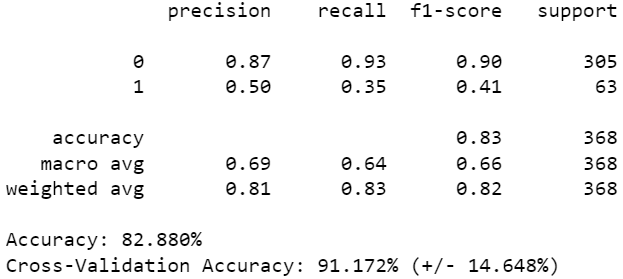 precision recall f1-score support
0 0.87 0.93 0.90 305
1 0.50 0.35 0.41 63
accuracy 0.83 368
macro avg 0.69 0.64 0.66 368
weighted avg 0.81 0.83 0.82 368
Accuracy: 82.880%
Cross-Validation Accuracy: 91.172% (+/- 14.648%)